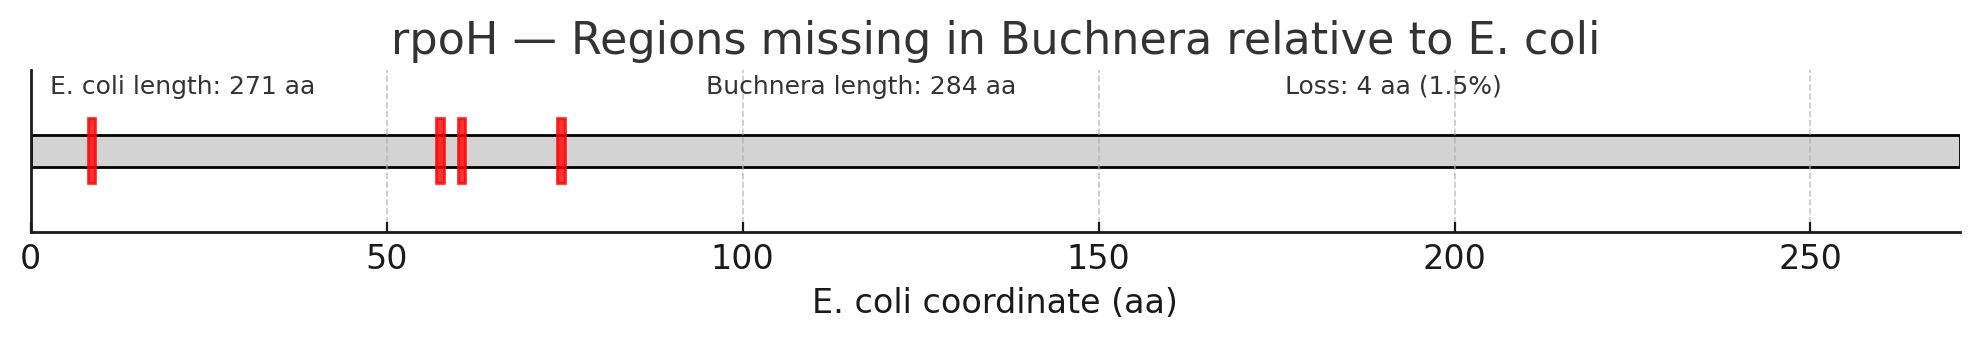 rpoH — Regions missing in Buchnera relative to E. coli
E. coli length: 271 aa
Buchnera length: 284 aa
Loss: 4 aa (1.5%)
0 50 100 150 200 250
E. coli coordinate (aa)